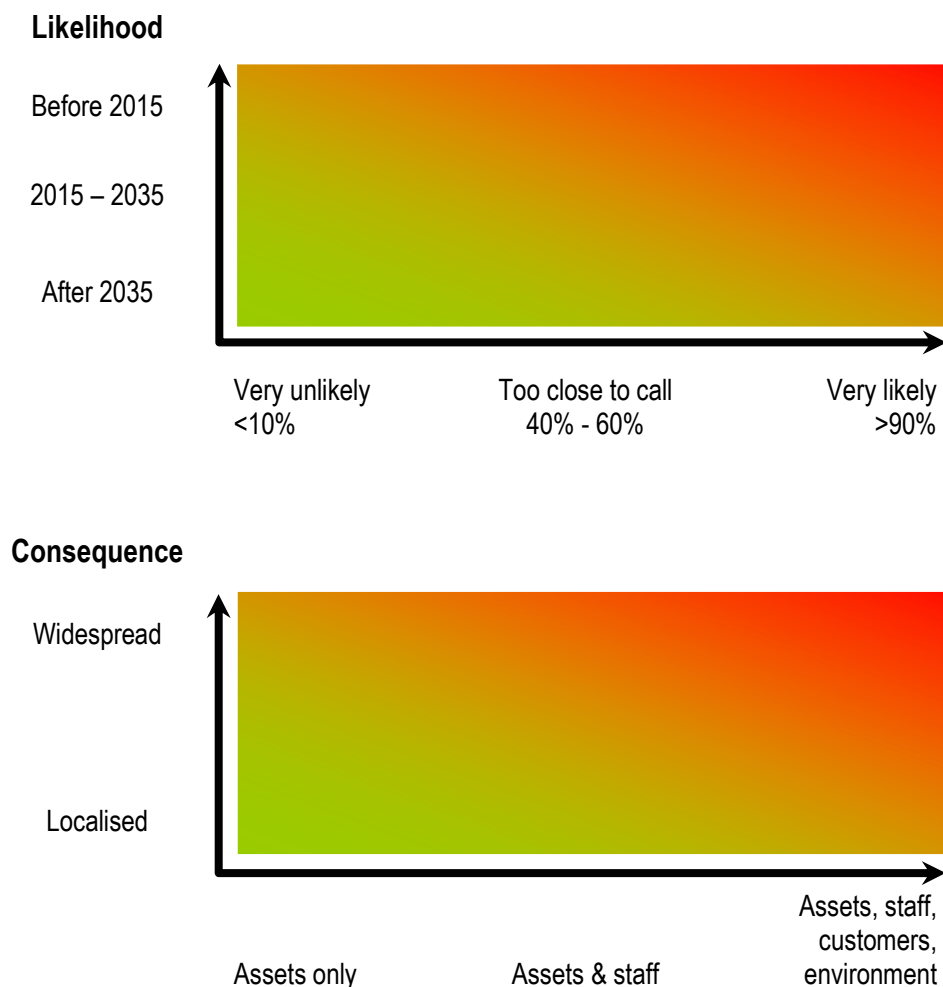 Likelihood
Before 2015
2015 – 2035
After 2035
Very unlikely
<10%
Too close to call
40% - 60%
Very likely
>90%
Consequence
Widespread
Localised
Assets only
Assets & staff
Assets, staff,
customers,
environment